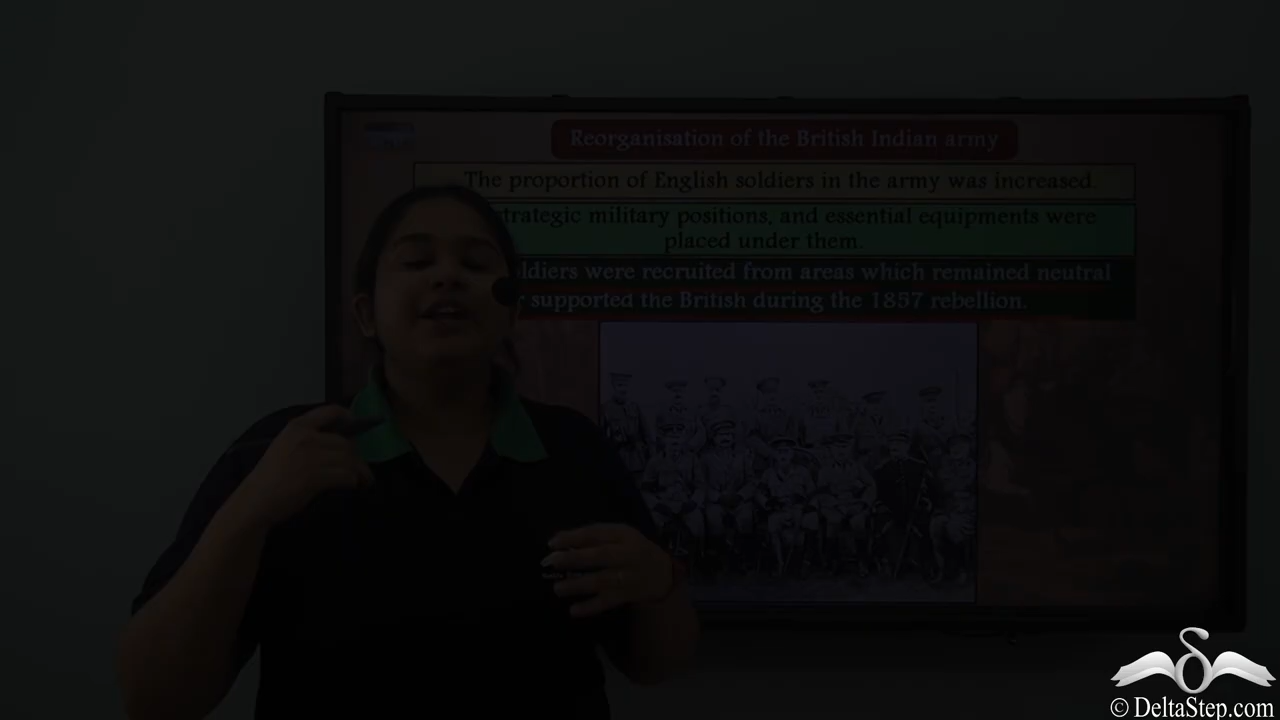 Reorganisation of the British Indian army
The proportion of English soldiers in the army was increased.
strategic military positions, and essential equipments were
placed under them.
oldiers were recruited from areas which remained neutral
r supported the British during the 1857 rebellion.
© DeltaStep.com